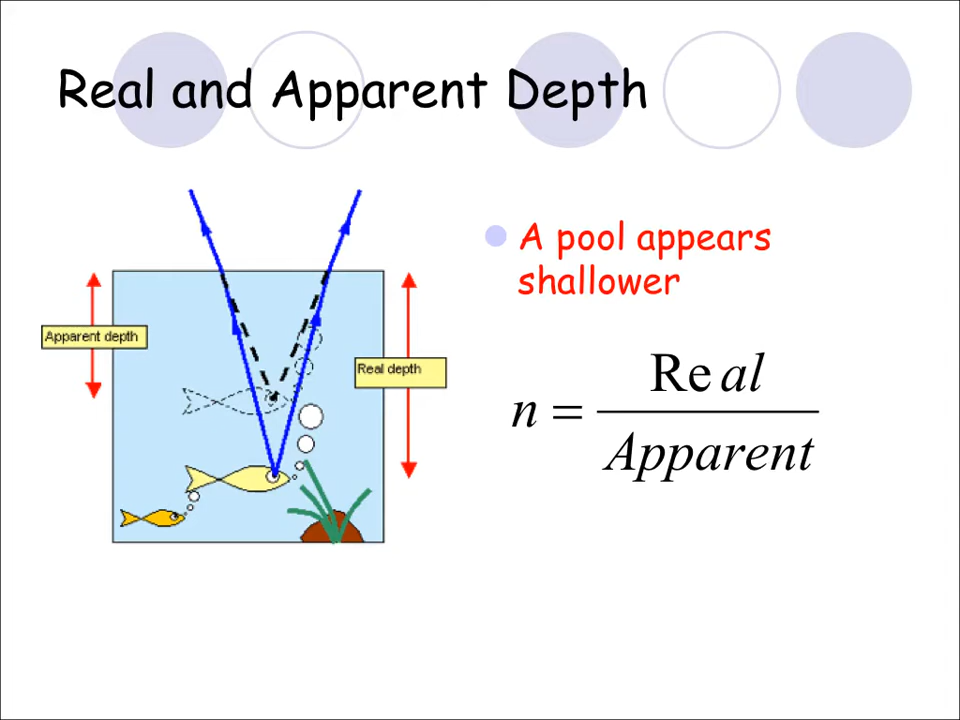 Real and Apparent Depth
A pool appears
shallower
Apparent depth
Real depth
n = Real / Apparent